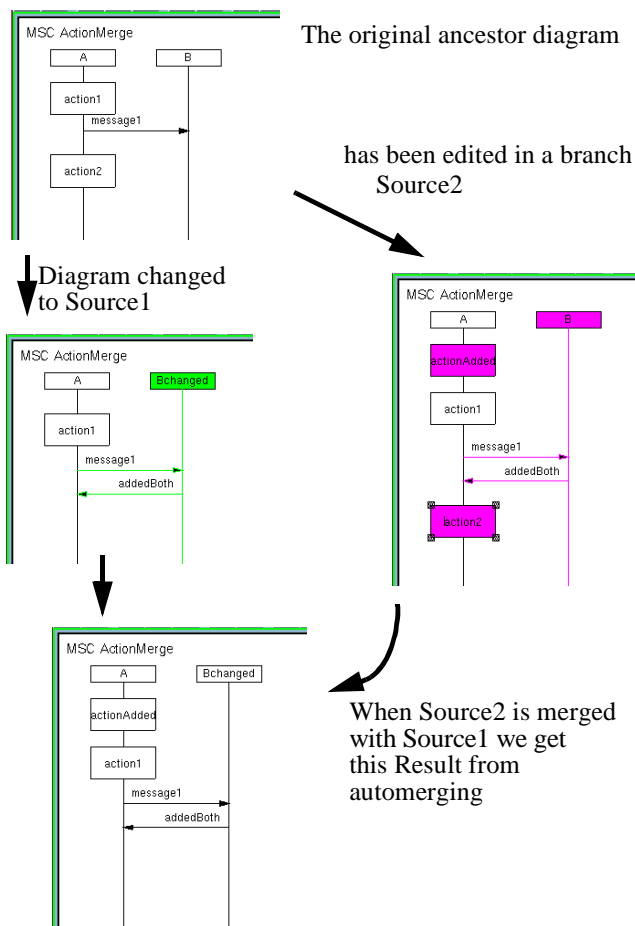 The original ancestor diagram
MSC ActionMerge
A B
action1
message1
action2
has been edited in a branch
Source2
Diagram changed
to Source1
MSC ActionMerge
A Bchanged
action1
message1
addedBoth
MSC ActionMerge
A B
actionAdded
action1
message1
addedBoth
action2
MSC ActionMerge
A Bchanged
actionAdded
action1
message1
addedBoth
When Source2 is merged
with Source1 we get
this Result from
automerging